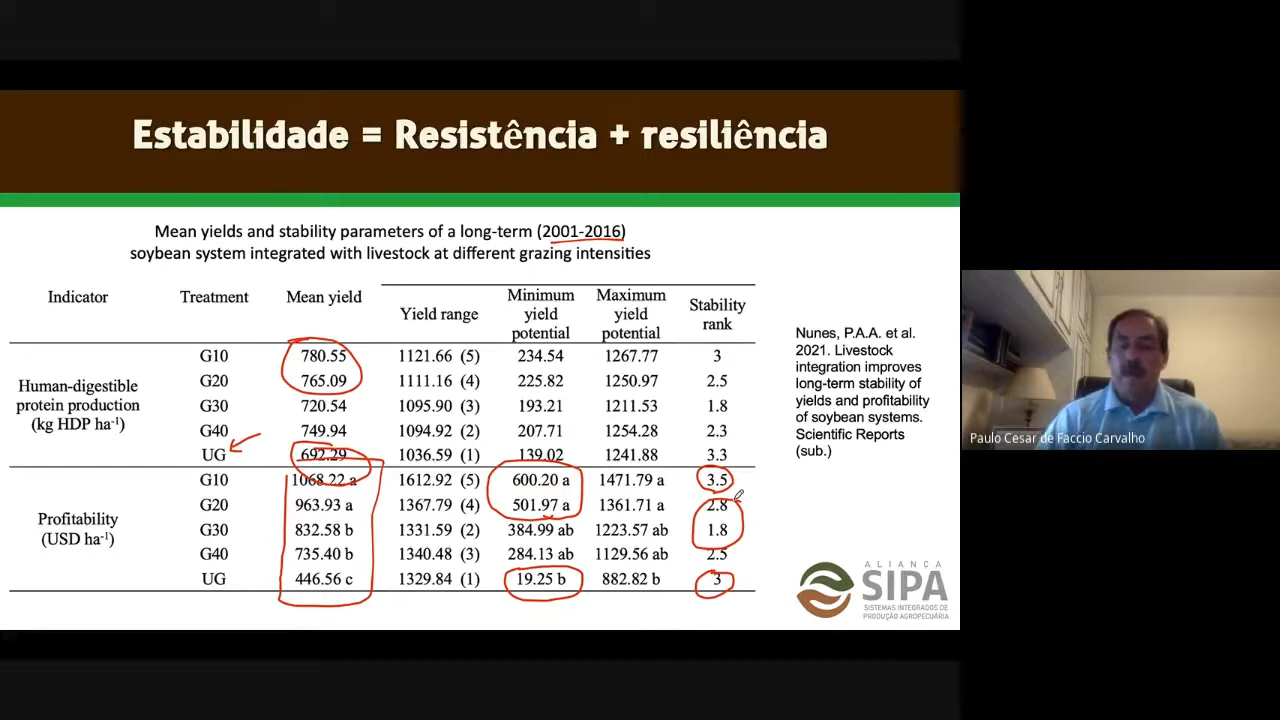 Estabilidade = Resistência + resiliência
Mean yields and stability parameters of a long-term (2001-2016)
soybean system integrated with livestock at different grazing intensities
Indicator Treatment Mean yield Yield range Minimum yield potential Maximum yield potential Stability rank
Human-digestible protein production (kg HDP ha⁻¹)
G10 780.55 1121.66 (5) 234.54 1267.77 3
G20 765.09 1111.16 (4) 225.82 1250.97 2.5
G30 720.54 1095.90 (3) 193.21 1211.53 1.8
G40 749.94 1094.92 (2) 207.71 1254.28 2.3
UG 692.29 1036.59 (1) 139.02 1241.88 3.3
Profitability (USD ha⁻¹)
G10 1068.22 a 1612.92 (5) 600.20 a 1471.79 a 3.5
G20 963.93 a 1367.79 (4) 501.97 a 1361.71 a 2.8
G30 832.58 b 1331.59 (2) 384.99 ab 1223.57 ab 1.8
G40 735.40 b 1340.48 (3) 284.13 ab 1129.56 ab 2.5
UG 446.56 c 1329.84 (1) 19.25 b 882.82 b 3
Nunes, P.A.A. et al.
2021. Livestock
integration improves
long-term stability of
yields and profitability
of soybean systems.
Scientific Reports
(sub.)
ALIANÇA
SIPA
SISTEMAS INTEGRADOS DE
PRODUÇÃO AGROPECUÁRIA
Paulo Cesar de Faccio Carvalho